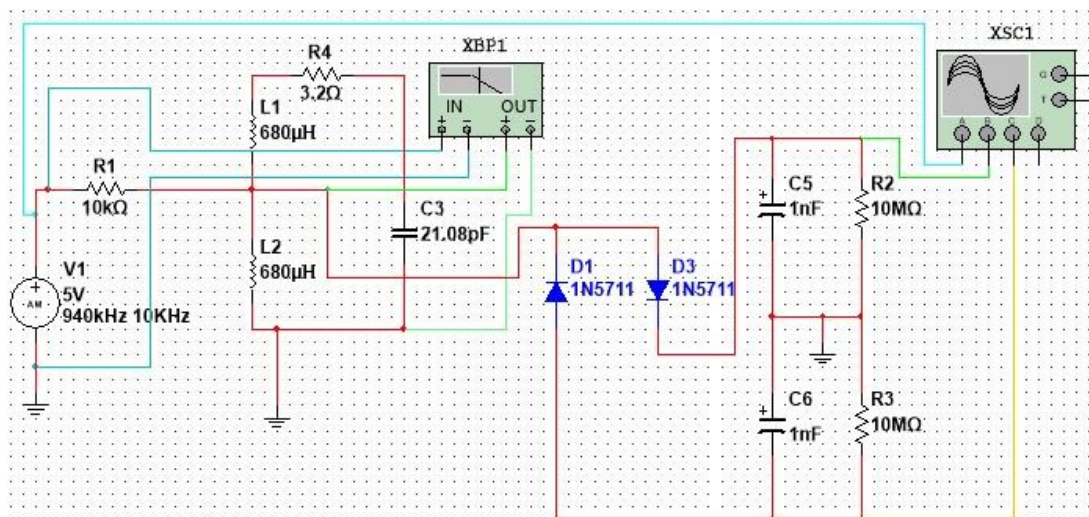 XSC1
XBP1
R4
3.2Ω
IN OUT
G
T
L1
680µH
A B C D
R1
10kΩ
C3
21.08pF
C5
1nF
R2
10MΩ
L2
680µH
V1
5V
940kHz 10KHz
AM
D1
1N5711
D3
1N5711
C6
1nF
R3
10MΩ